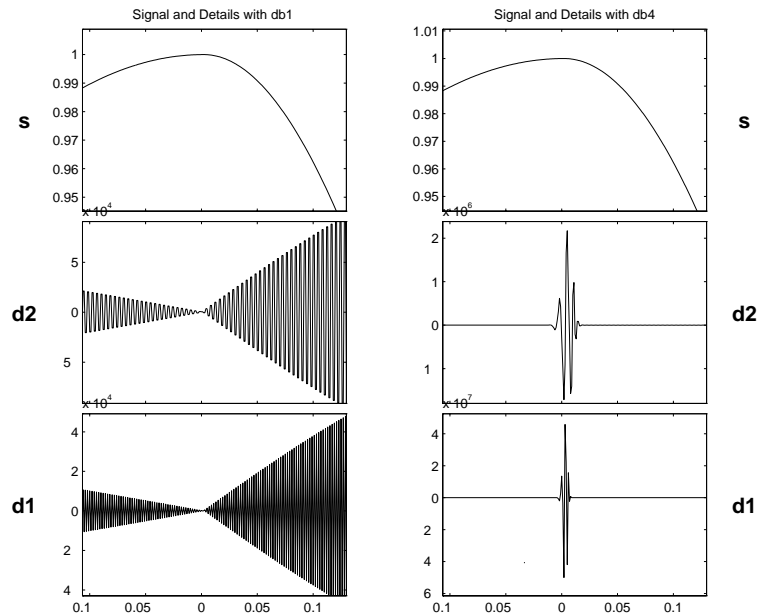 Signal and Details with db1
1
0.99
0.98
0.97
0.96
0.95
s
x 10^4
5
0
5
d2
x 10^4
4
2
0
2
4
d1
0.1 0.05 0 0.05 0.1
Signal and Details with db4
1.01
1
0.99
0.98
0.97
0.96
0.95
s
x 10^6
2
1
0
1
d2
x 10^7
4
2
0
2
4
6
d1
0.1 0.05 0 0.05 0.1